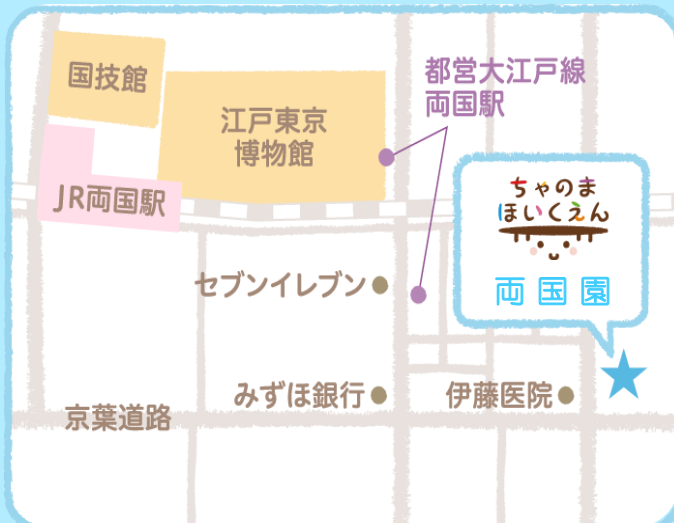 国技館
江戸東京
博物館
都営大江戸線
両国駅
JR両国駅
ちゃのま
ほいくえん
両国園
セブンイレブン
みずほ銀行
伊藤医院
京葉道路